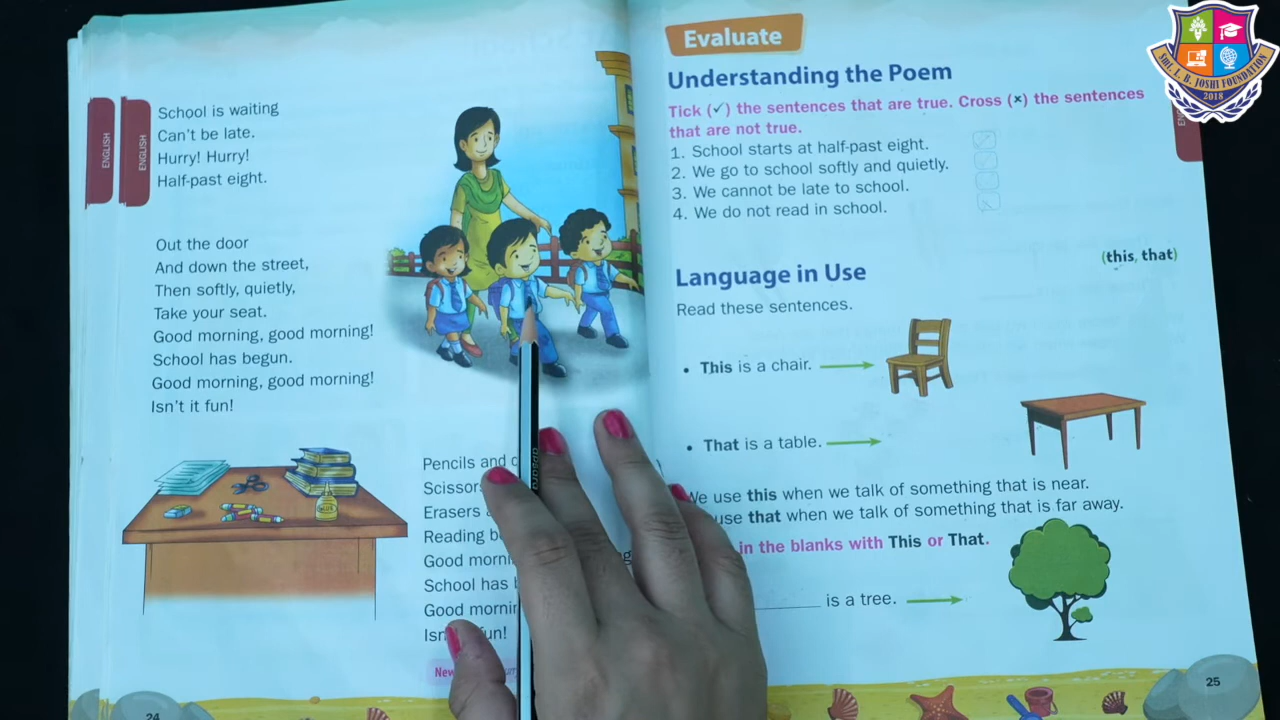 ENGLISH
ENGLISH
School is waiting
Can't be late.
Hurry! Hurry!
Half-past eight.
Out the door
And down the street,
Then softly, quietly,
Take your seat.
Good morning, good morning!
School has begun.
Good morning, good morning!
Isn't it fun!
GLUE
Pencils and
Scissor
Erasers
Reading
Good morni
School has
Good mornin
fun!
New
24
apsara
Evaluate
Understanding the Poem
Tick (✓) the sentences that are true. Cross (×) the sentences
that are not true.
1. School starts at half-past eight.
2. We go to school softly and quietly.
3. We cannot be late to school.
4. We do not read in school.
(this, that)
Language in Use
Read these sentences.
• This is a chair.
• That is a table.
We use this when we talk of something that is near.
use that when we talk of something that is far away.
in the blanks with This or That.
is a tree.
25
SMT. L. B. JOSHI FOUNDATION
2018